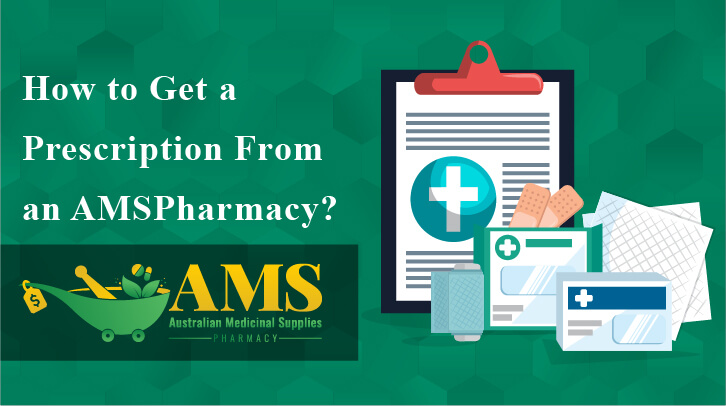 How to Get a
Prescription From
an AMSPharmacy?
$
AMS
Australian Medicinal Supplies
PHARMACY